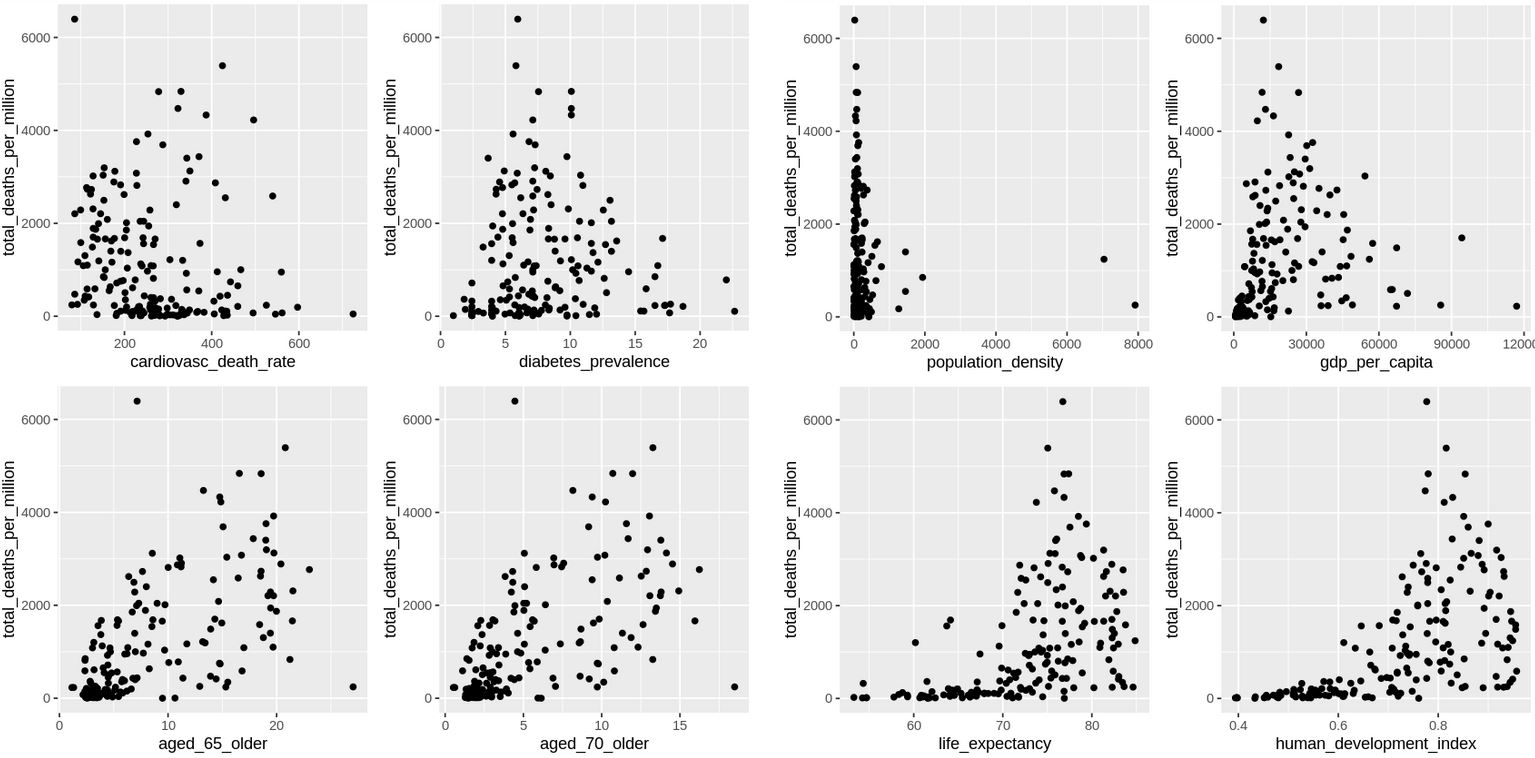 total_deaths_per_million
6000
4000
2000
0
200 400 600
cardiovasc_death_rate
total_deaths_per_million
6000
4000
2000
0
0 5 10 15 20
diabetes_prevalence
total_deaths_per_million
6000
4000
2000
0
0 2000 4000 6000 8000
population_density
total_deaths_per_million
6000
4000
2000
0
0 30000 60000 90000 12000
gdp_per_capita
total_deaths_per_million
6000
4000
2000
0
0 10 20
aged_65_older
total_deaths_per_million
6000
4000
2000
0
0 5 10 15
aged_70_older
total_deaths_per_million
6000
4000
2000
0
60 70 80
life_expectancy
total_deaths_per_million
6000
4000
2000
0
0.4 0.6 0.8
human_development_index